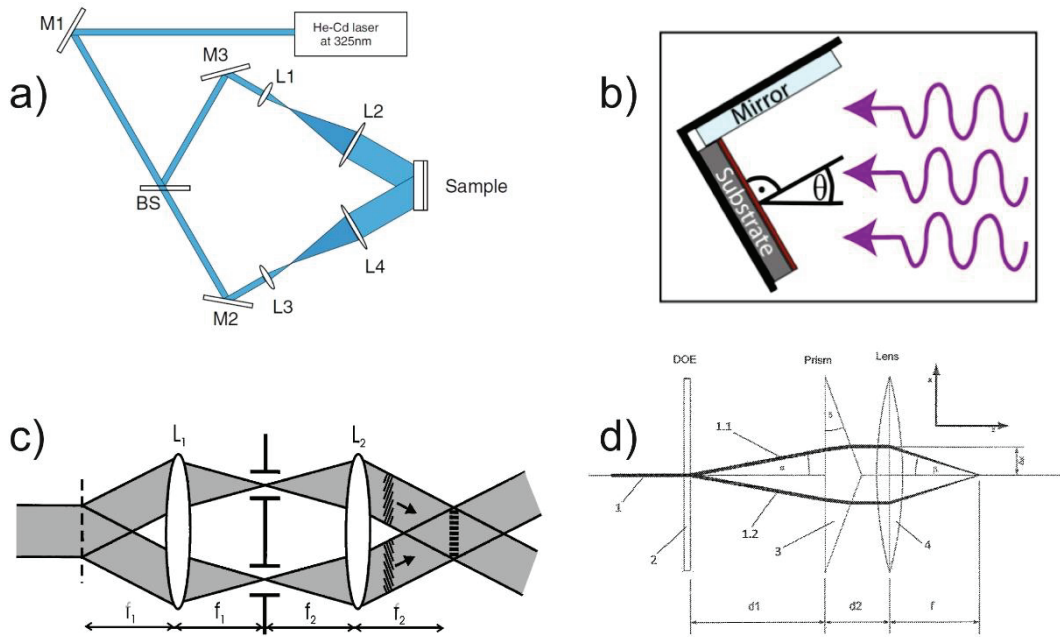 a)
M1
He-Cd laser
at 325nm
M3
L1
L2
BS
Sample
L4
L3
M2
b)
Mirror
Substrate
θ
c)
L₁
L₂
f₁
f₁
f₂
f₂
d)
DOE
Prism
Lens
x
z
1.1
α
δ
β
δx
1
2
1.2
3
4
d1
d2
f